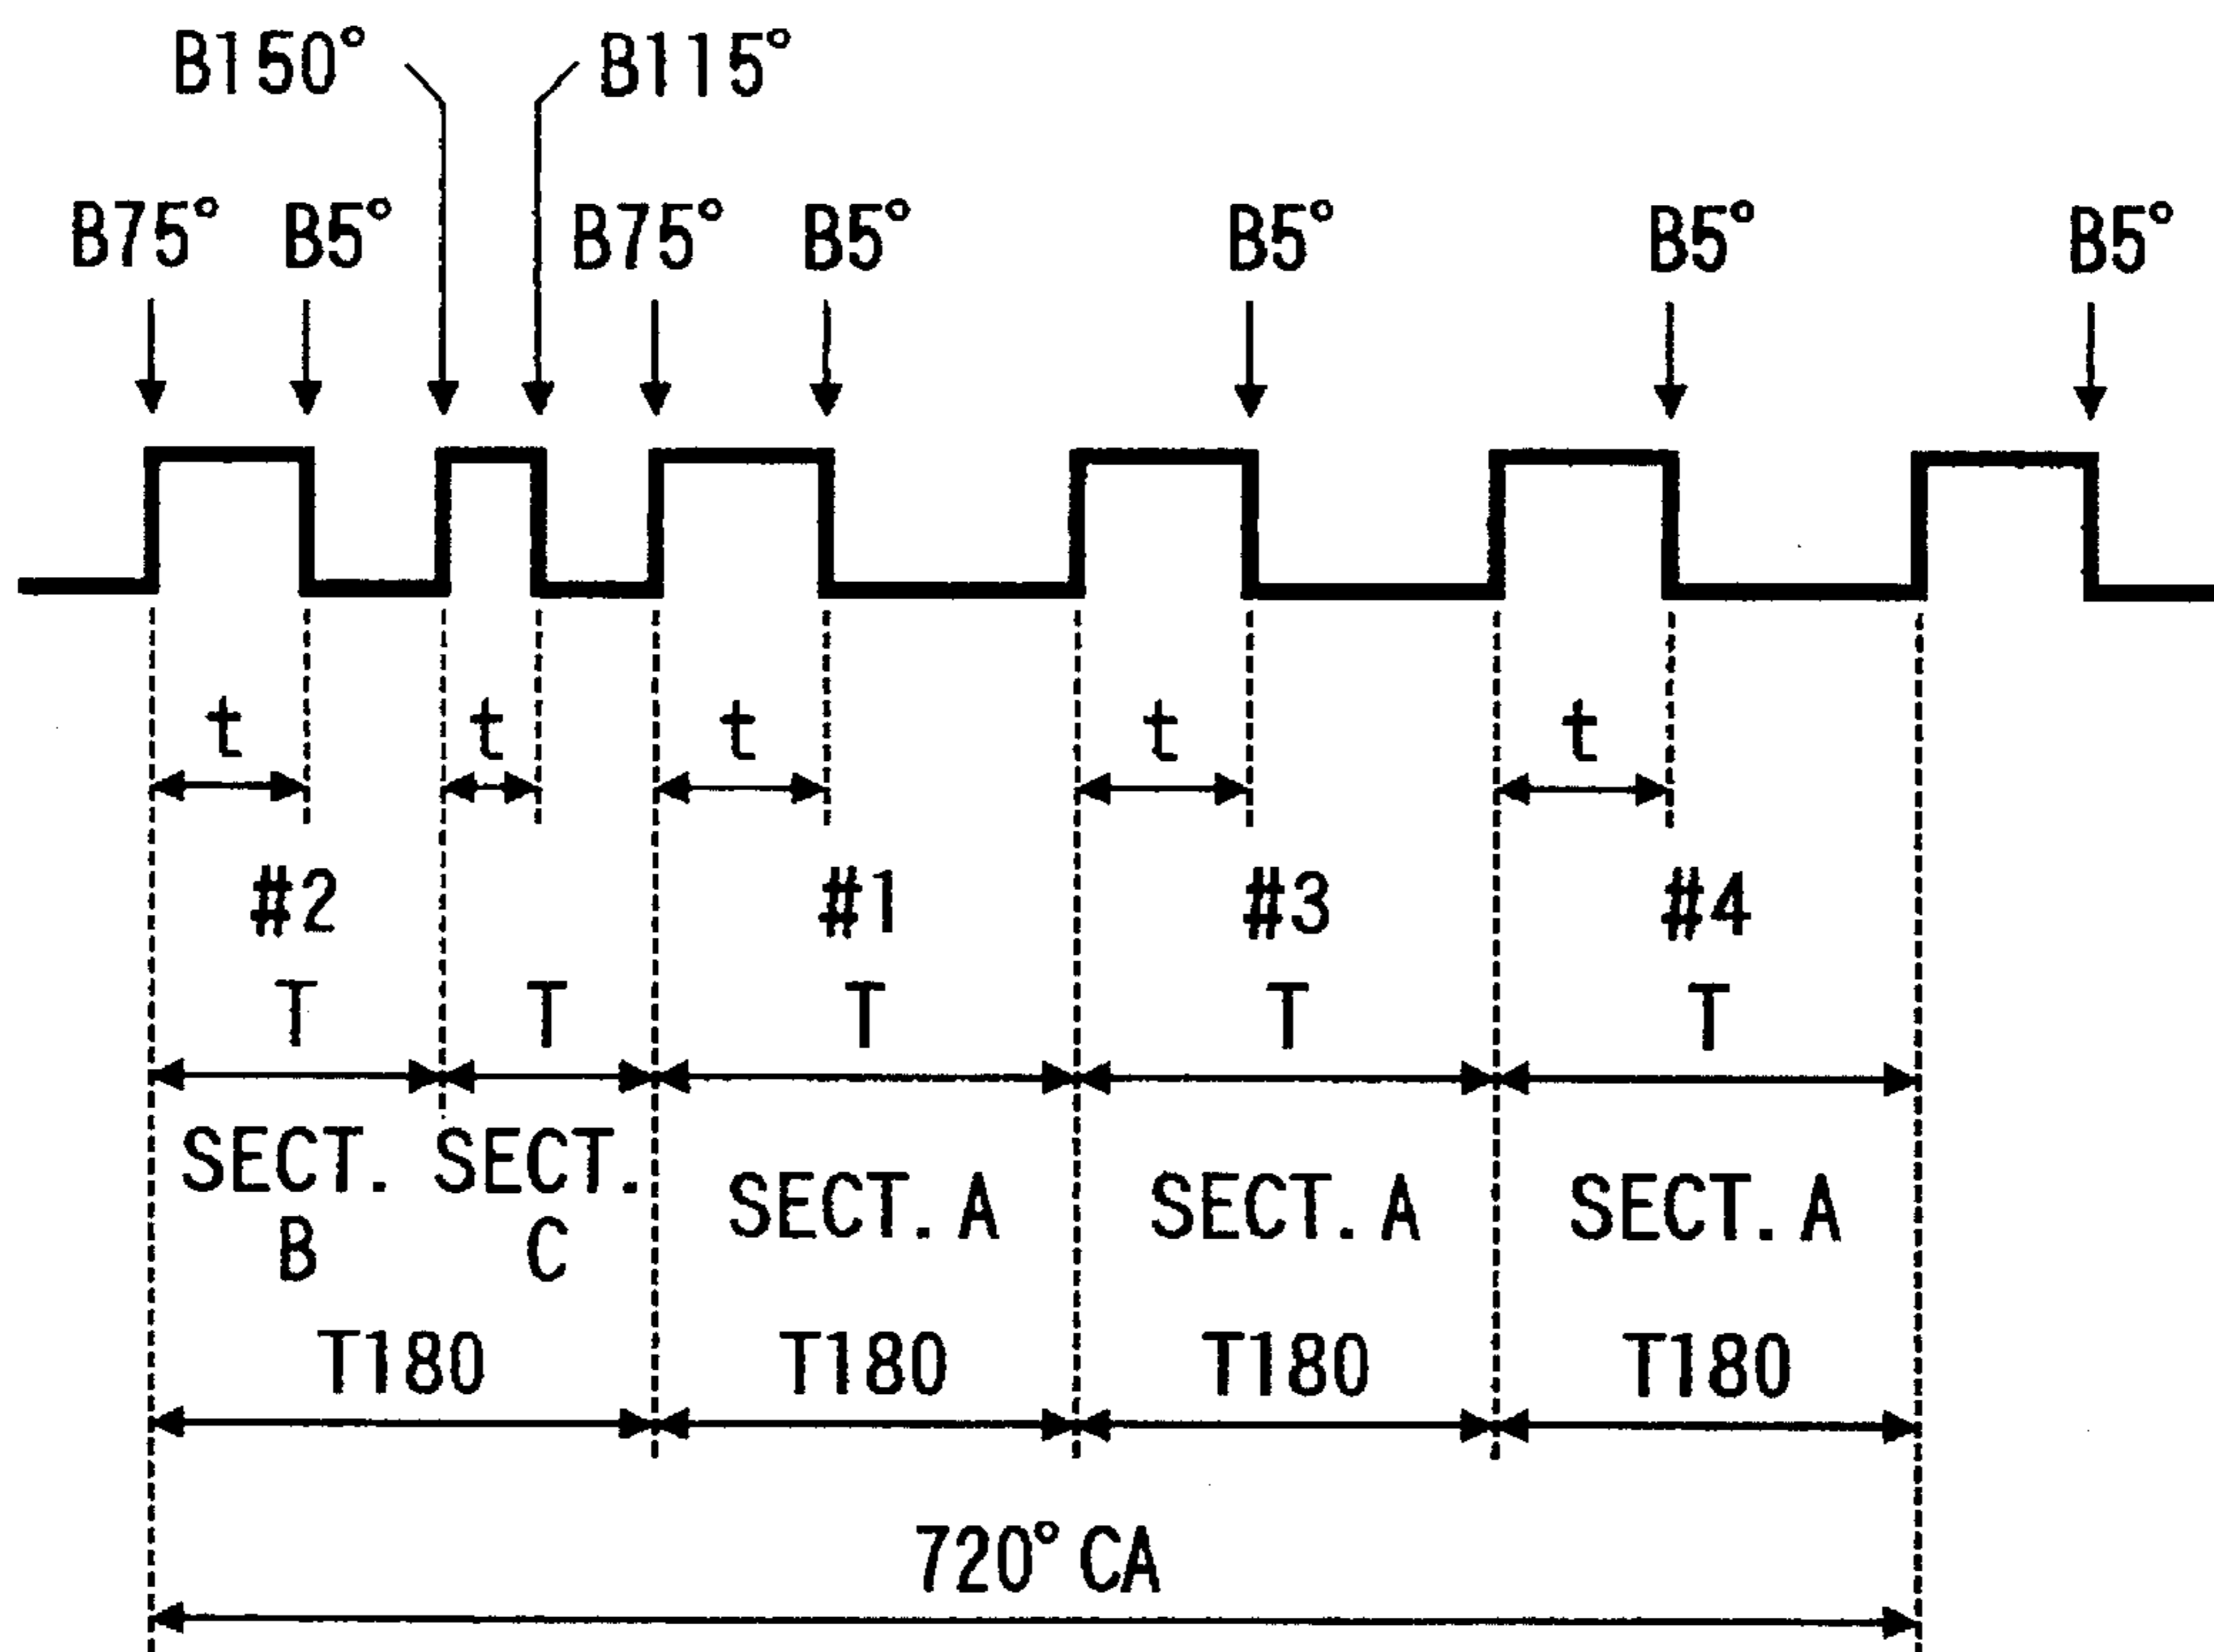 B150° B115°
B75° B5° B75° B5° B5° B5° B5°
t t t t t
#2 #1 #3 #4
T T T T T
SECT. B SECT. C SECT. A SECT. A SECT. A
T180 T180 T180 T180
720° CA